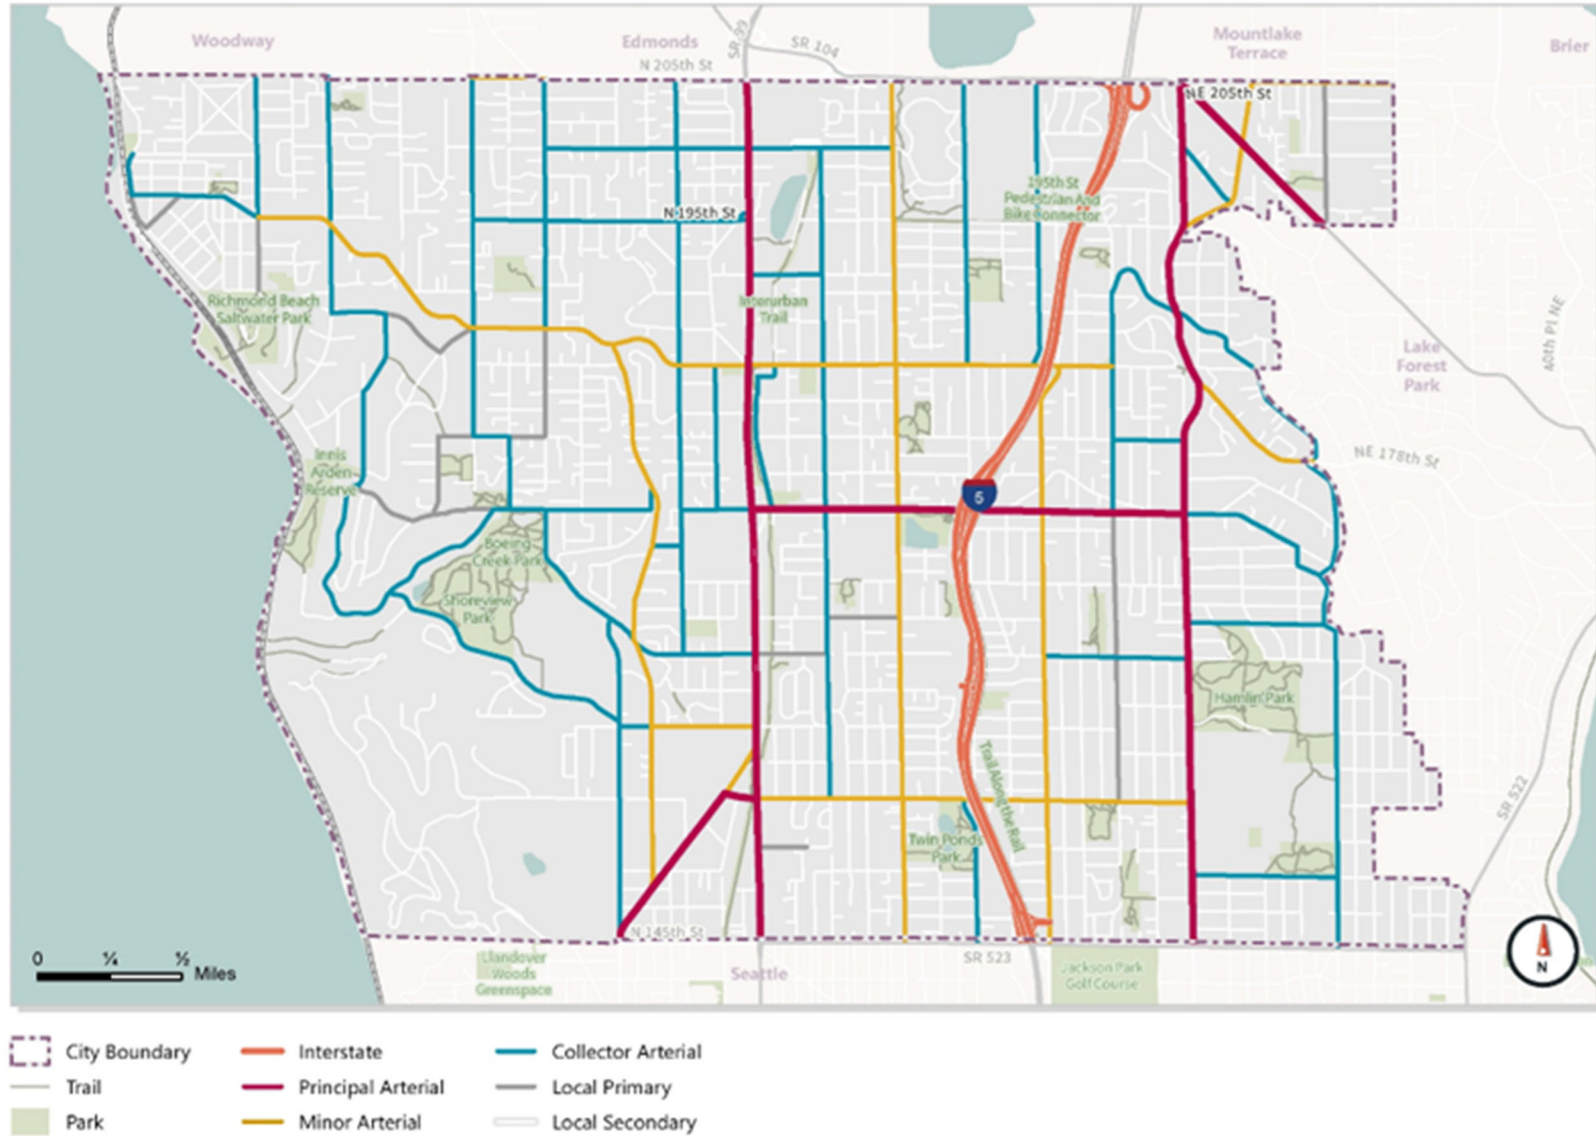 Woodway
Edmonds
SR 99
SR 104
Mountlake
Terrace
Brier
N 205th St
NE 205th St
195th St
Pedestrian And
Bike Connector
N 195th St
Richmond Beach
Saltwater Park
Interurban
Trail
Lake
Forest
Park
40th Pl NE
Innis
Arden
Reserve
NE 178th St
5
Boeing
Creek Park
Shoreview
Park
Hamlin Park
Trail Along the Rail
SR 522
Twin Ponds
Park
N 145th St
SR 523
0 ¼ ½ Miles
Llandover
Woods
Greenspace
Seattle
Jackson Park
Golf Course
N
City Boundary
Interstate
Collector Arterial
Trail
Principal Arterial
Local Primary
Park
Minor Arterial
Local Secondary